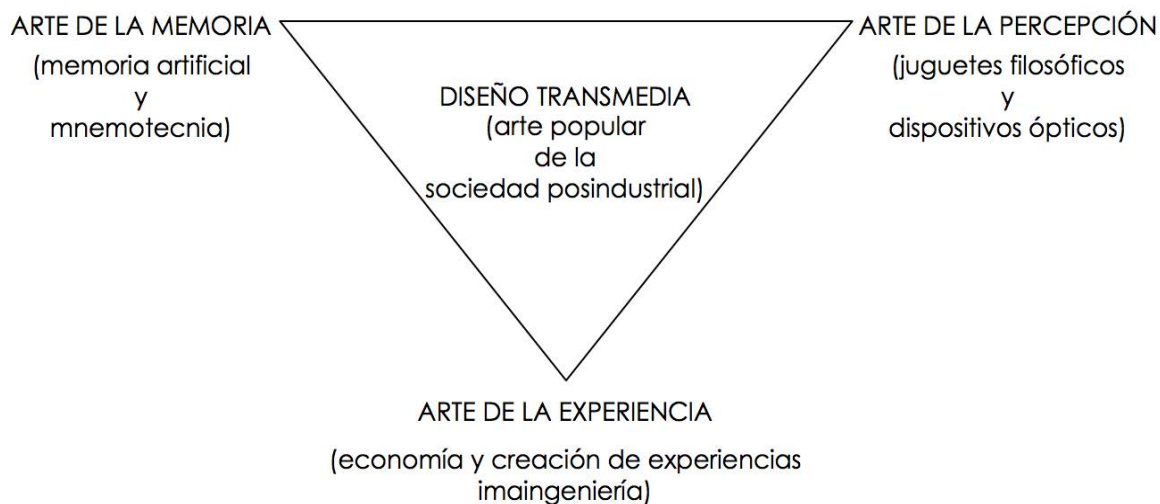 ARTE DE LA MEMORIA
(memoria artificial
y
mnemotecnia)
ARTE DE LA PERCEPCIÓN
(juguetes filosóficos
y
dispositivos ópticos)
DISEÑO TRANSMEDIA
(arte popular
de la
sociedad posindustrial)
ARTE DE LA EXPERIENCIA
(economía y creación de experiencias
imaingeniería)